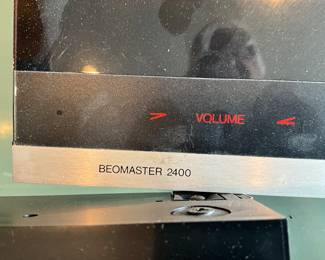 > VOLUME <
BEOMASTER 2400